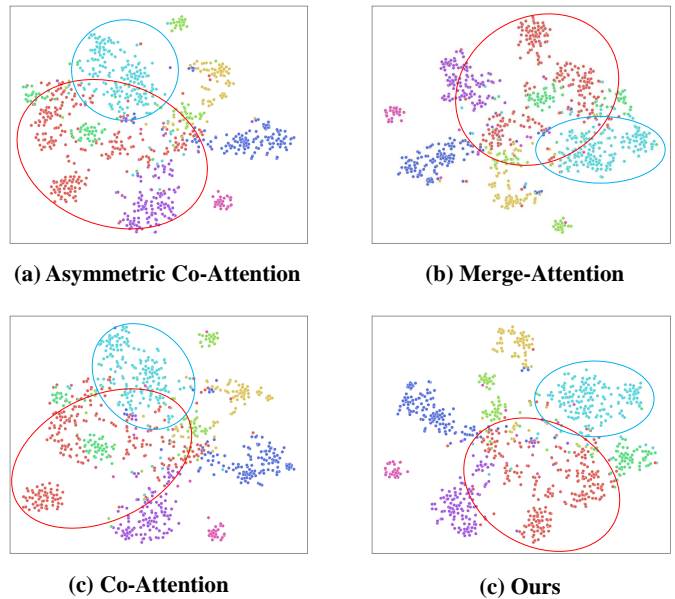 (a) Asymmetric Co-Attention
(b) Merge-Attention
(c) Co-Attention
(c) Ours